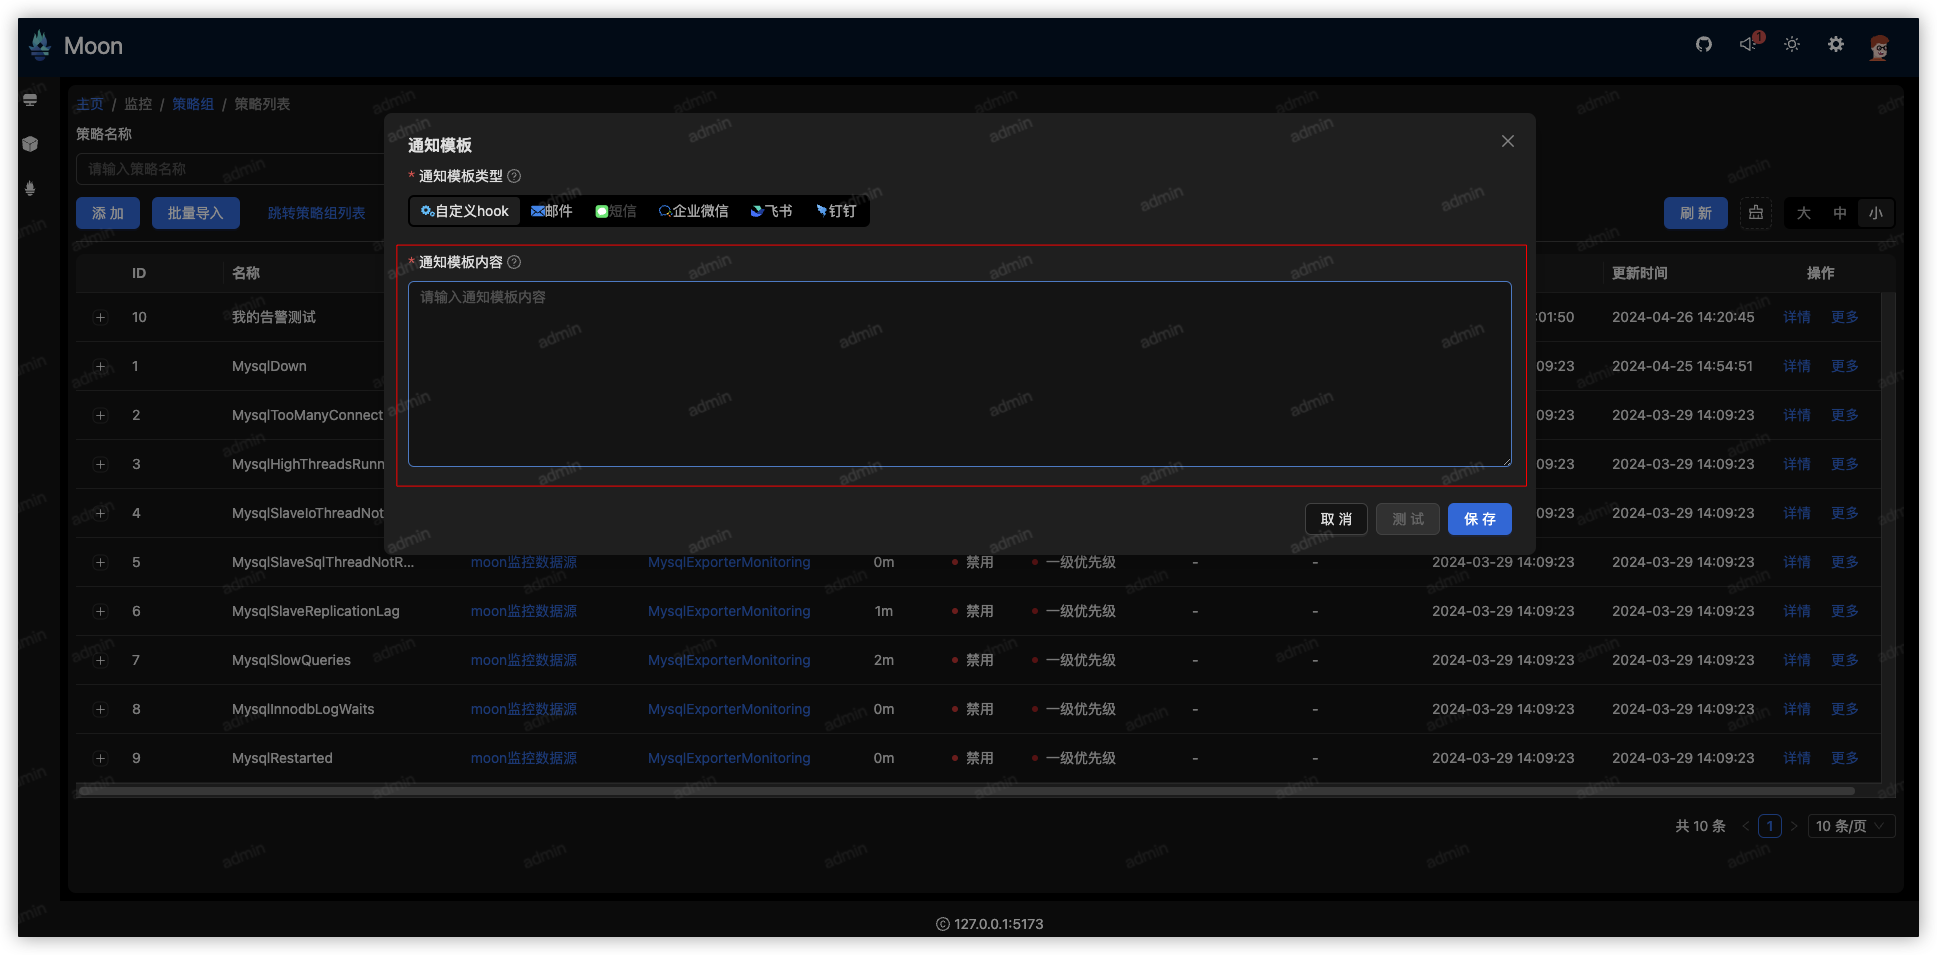 Moon
1
主页 / 监控 / 策略组 / 策略列表
策略名称
请输入策略名称
添 加 批量导入 跳转策略组列表 刷 新 大 中 小
通知模板
* 通知模板类型
自定义hook 邮件 短信 企业微信 飞书 钉钉
* 通知模板内容
请输入通知模板内容
取 消 测 试 保 存
ID 名称 更新时间 操作
10 我的告警测试 :01:50 2024-04-26 14:20:45 详情 更多
1 MysqlDown 09:23 2024-04-25 14:54:51 详情 更多
2 MysqlTooManyConnect 09:23 2024-03-29 14:09:23 详情 更多
3 MysqlHighThreadsRunn 09:23 2024-03-29 14:09:23 详情 更多
4 MysqlSlaveIoThreadNot 09:23 2024-03-29 14:09:23 详情 更多
5 MysqlSlaveSqlThreadNotR... moon监控数据源 MysqlExporterMonitoring 0m 禁用 一级优先级 - - 2024-03-29 14:09:23 2024-03-29 14:09:23 详情 更多
6 MysqlSlaveReplicationLag moon监控数据源 MysqlExporterMonitoring 1m 禁用 一级优先级 - - 2024-03-29 14:09:23 2024-03-29 14:09:23 详情 更多
7 MysqlSlowQueries moon监控数据源 MysqlExporterMonitoring 2m 禁用 一级优先级 - - 2024-03-29 14:09:23 2024-03-29 14:09:23 详情 更多
8 MysqlInnodbLogWaits moon监控数据源 MysqlExporterMonitoring 0m 禁用 一级优先级 - - 2024-03-29 14:09:23 2024-03-29 14:09:23 详情 更多
9 MysqlRestarted moon监控数据源 MysqlExporterMonitoring 0m 禁用 一级优先级 - - 2024-03-29 14:09:23 2024-03-29 14:09:23 详情 更多
共 10 条 < 1 > 10 条/页
© 127.0.0.1:5173
admin